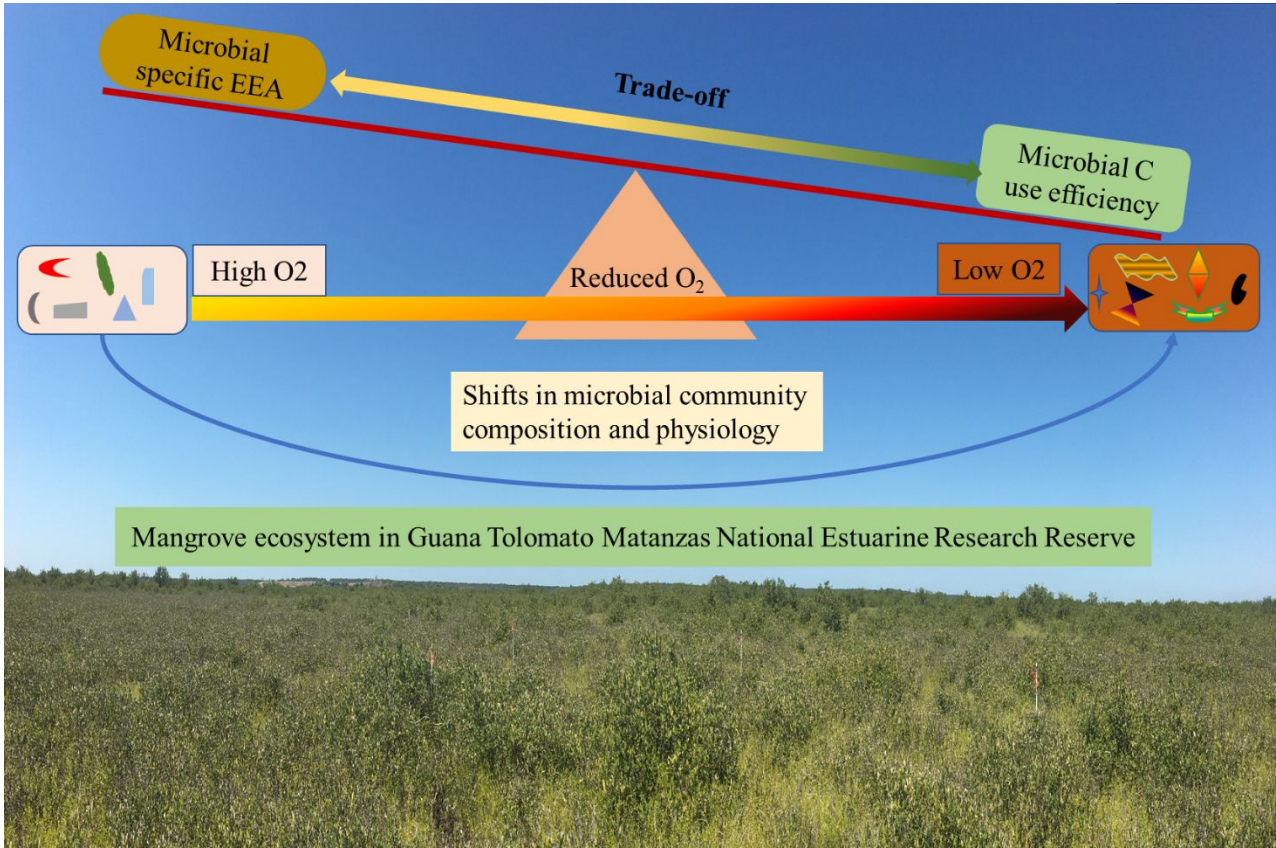 Microbial
specific EEA
Trade-off
Microbial C
use efficiency
High O2
Reduced O₂
Low O2
Shifts in microbial community
composition and physiology
Mangrove ecosystem in Guana Tolomato Matanzas National Estuarine Research Reserve